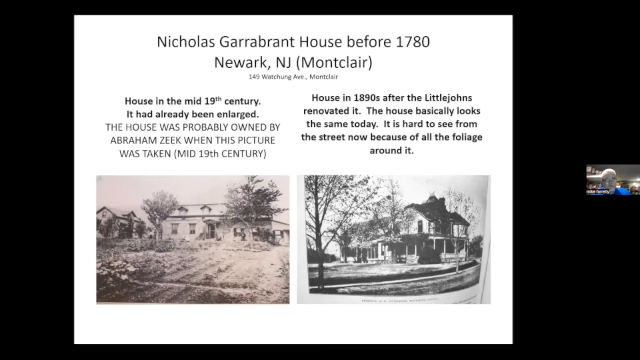 Nicholas Garrabrant House before 1780
Newark, NJ (Montclair)
149 Watchung Ave., Montclair
House in the mid 19th century.
It had already been enlarged.
THE HOUSE WAS PROBABLY OWNED BY
ABRAHAM ZEEK WHEN THIS PICTURE
WAS TAKEN (MID 19th CENTURY)
House in 1890s after the Littlejohns
renovated it. The house basically looks
the same today. It is hard to see from
the street now because of all the foliage
around it.